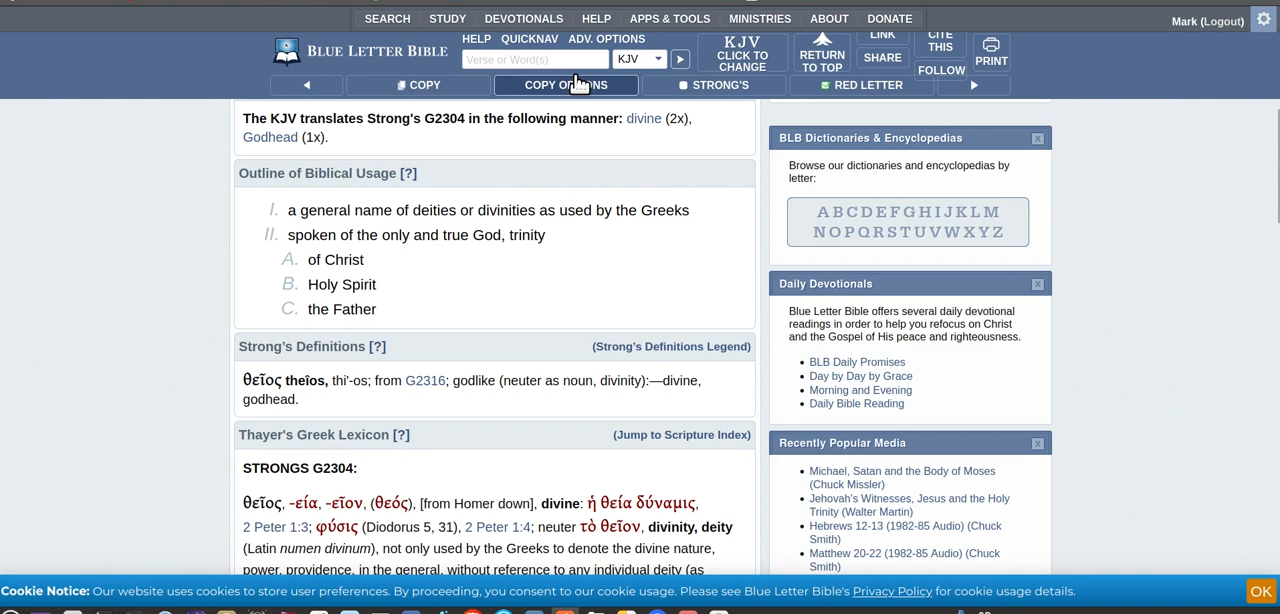 SEARCH STUDY DEVOTIONALS HELP APPS & TOOLS MINISTRIES ABOUT DONATE
Mark (Logout)
BLUE LETTER BIBLE
HELP QUICKNAV ADV. OPTIONS
Verse or Word(s)
KJV
KJV
CLICK TO
CHANGE
RETURN
TO TOP
LINK
SHARE
CITE
THIS
FOLLOW
PRINT
COPY
COPY OPTIONS
STRONG'S
RED LETTER
The KJV translates Strong's G2304 in the following manner: divine (2x),
Godhead (1x).
Outline of Biblical Usage [?]
I. a general name of deities or divinities as used by the Greeks
II. spoken of the only and true God, trinity
A. of Christ
B. Holy Spirit
C. the Father
Strong's Definitions [?] (Strong's Definitions Legend)
θεῖος theîos, thi'-os; from G2316; godlike (neuter as noun, divinity):—divine,
godhead.
Thayer's Greek Lexicon [?] (Jump to Scripture Index)
STRONGS G2304:
θεῖος, -εία, -εῖον, (θεός), [from Homer down], divine: ἡ θεία δύναμις,
2 Peter 1:3; φύσις (Diodorus 5, 31), 2 Peter 1:4; neuter τὸ θεῖον, divinity, deity
(Latin numen divinum), not only used by the Greeks to denote the divine nature,
power, providence, in the general, without reference to any individual deity (as
BLB Dictionaries & Encyclopedias x
Browse our dictionaries and encyclopedias by
letter:
A B C D E F G H I J K L M
N O P Q R S T U V W X Y Z
Daily Devotionals x
Blue Letter Bible offers several daily devotional
readings in order to help you refocus on Christ
and the Gospel of His peace and righteousness.
• BLB Daily Promises
• Day by Day by Grace
• Morning and Evening
• Daily Bible Reading
Recently Popular Media x
• Michael, Satan and the Body of Moses
(Chuck Missler)
• Jehovah's Witnesses, Jesus and the Holy
Trinity (Walter Martin)
• Hebrews 12-13 (1982-85 Audio) (Chuck
Smith)
• Matthew 20-22 (1982-85 Audio) (Chuck
Smith)
Cookie Notice: Our website uses cookies to store user preferences. By proceeding, you consent to our cookie usage. Please see Blue Letter Bible's Privacy Policy for cookie usage details.
OK